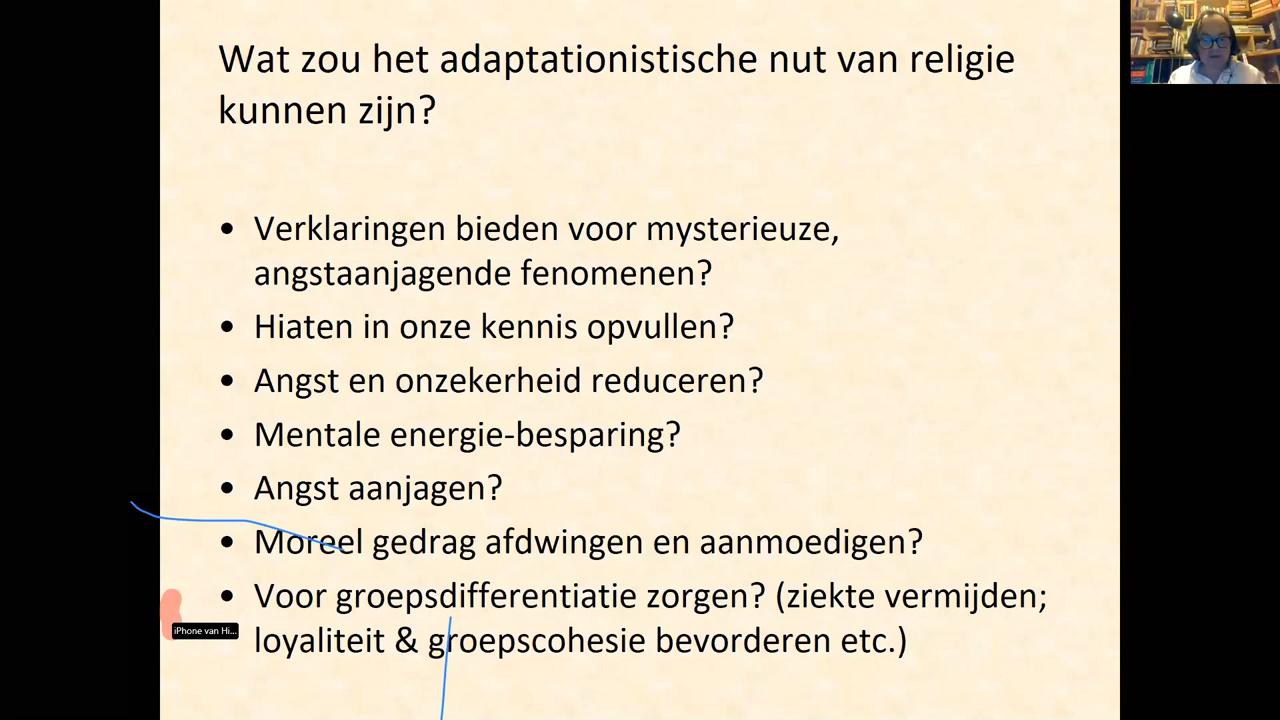 Wat zou het adaptationistische nut van religie
kunnen zijn?
• Verklaringen bieden voor mysterieuze,
angstaanjagende fenomenen?
• Hiaten in onze kennis opvullen?
• Angst en onzekerheid reduceren?
• Mentale energie-besparing?
• Angst aanjagen?
• Moreel gedrag afdwingen en aanmoedigen?
• Voor groepsdifferentiatie zorgen? (ziekte vermijden;
loyaliteit & groepscohesie bevorderen etc.)
iPhone van Hi...